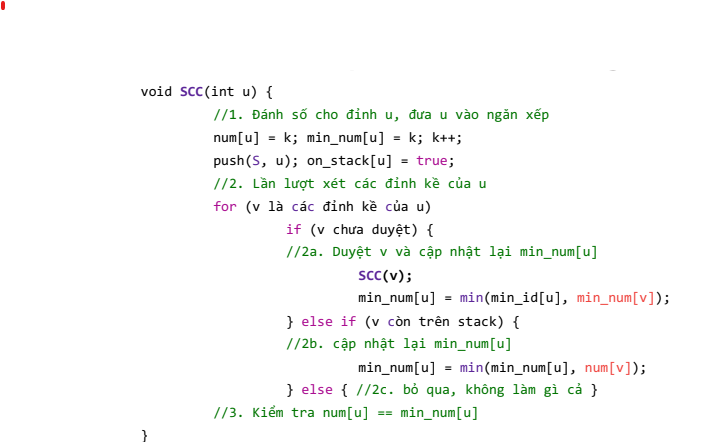 void SCC(int u) {
//1. Đánh số cho đỉnh u, đưa u vào ngăn xếp
num[u] = k; min_num[u] = k; k++;
push(S, u); on_stack[u] = true;
//2. Lần lượt xét các đỉnh kề của u
for (v là các đỉnh kề của u)
if (v chưa duyệt) {
//2a. Duyệt v và cập nhật lại min_num[u]
SCC(v);
min_num[u] = min(min_id[u], min_num[v]);
} else if (v còn trên stack) {
//2b. cập nhật lại min_num[u]
min_num[u] = min(min_num[u], num[v]);
} else { //2c. bỏ qua, không làm gì cả }
//3. Kiểm tra num[u] == min_num[u]
}